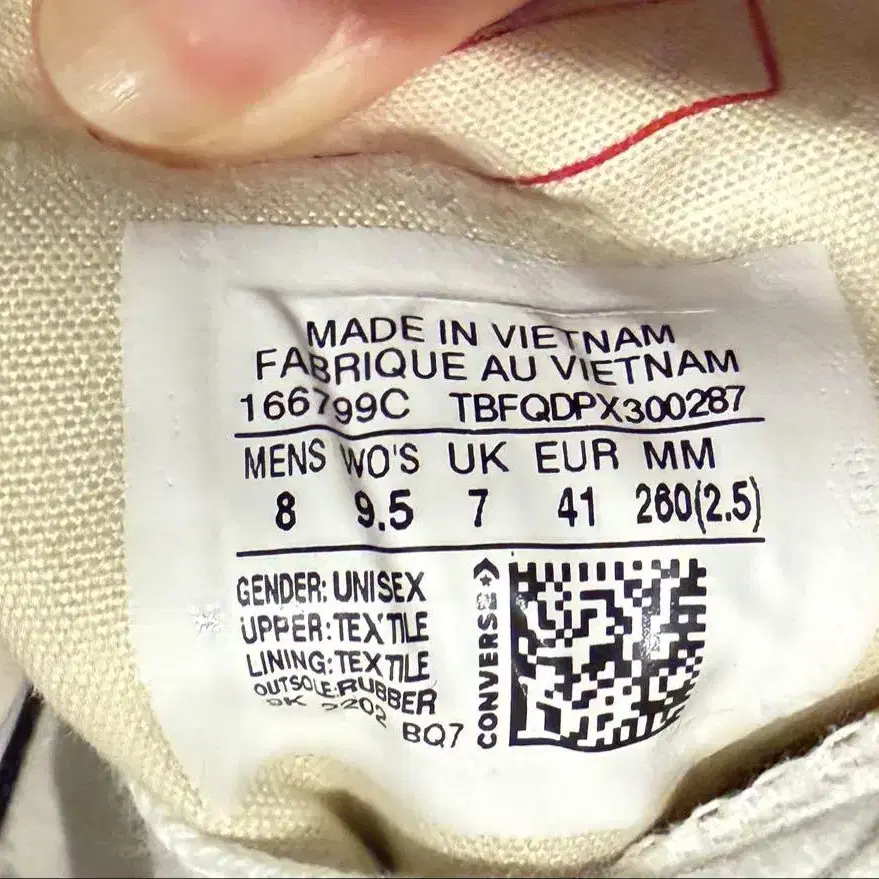 MADE IN VIETNAM
FABRIQUE AU VIETNAM
166799C TBFQDPX300287
MENS WO'S UK EUR MM
8 9.5 7 41 260(2.5)
GENDER: UNISEX
UPPER: TEXTILE
LINING: TEXTILE
OUTSOLE: RUBBER
2202
BQ7
CONVERSE